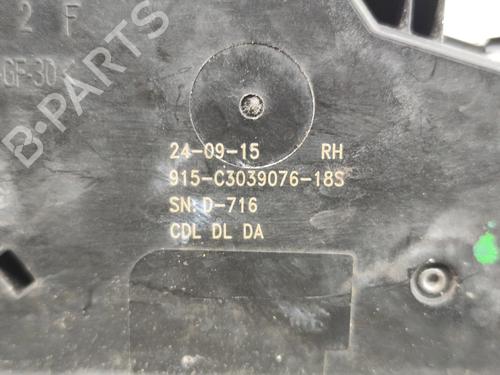 2 F
-GF-30
24-09-15 RH
915-C3039076-18S
SN: D-716
CDL DL DA
B-PARTS